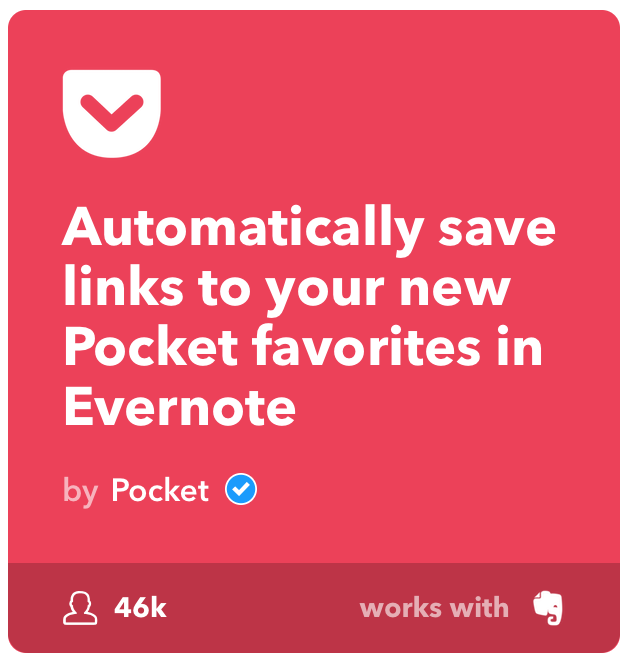 Automatically save
links to your new
Pocket favorites in
Evernote
by Pocket
46k
works with